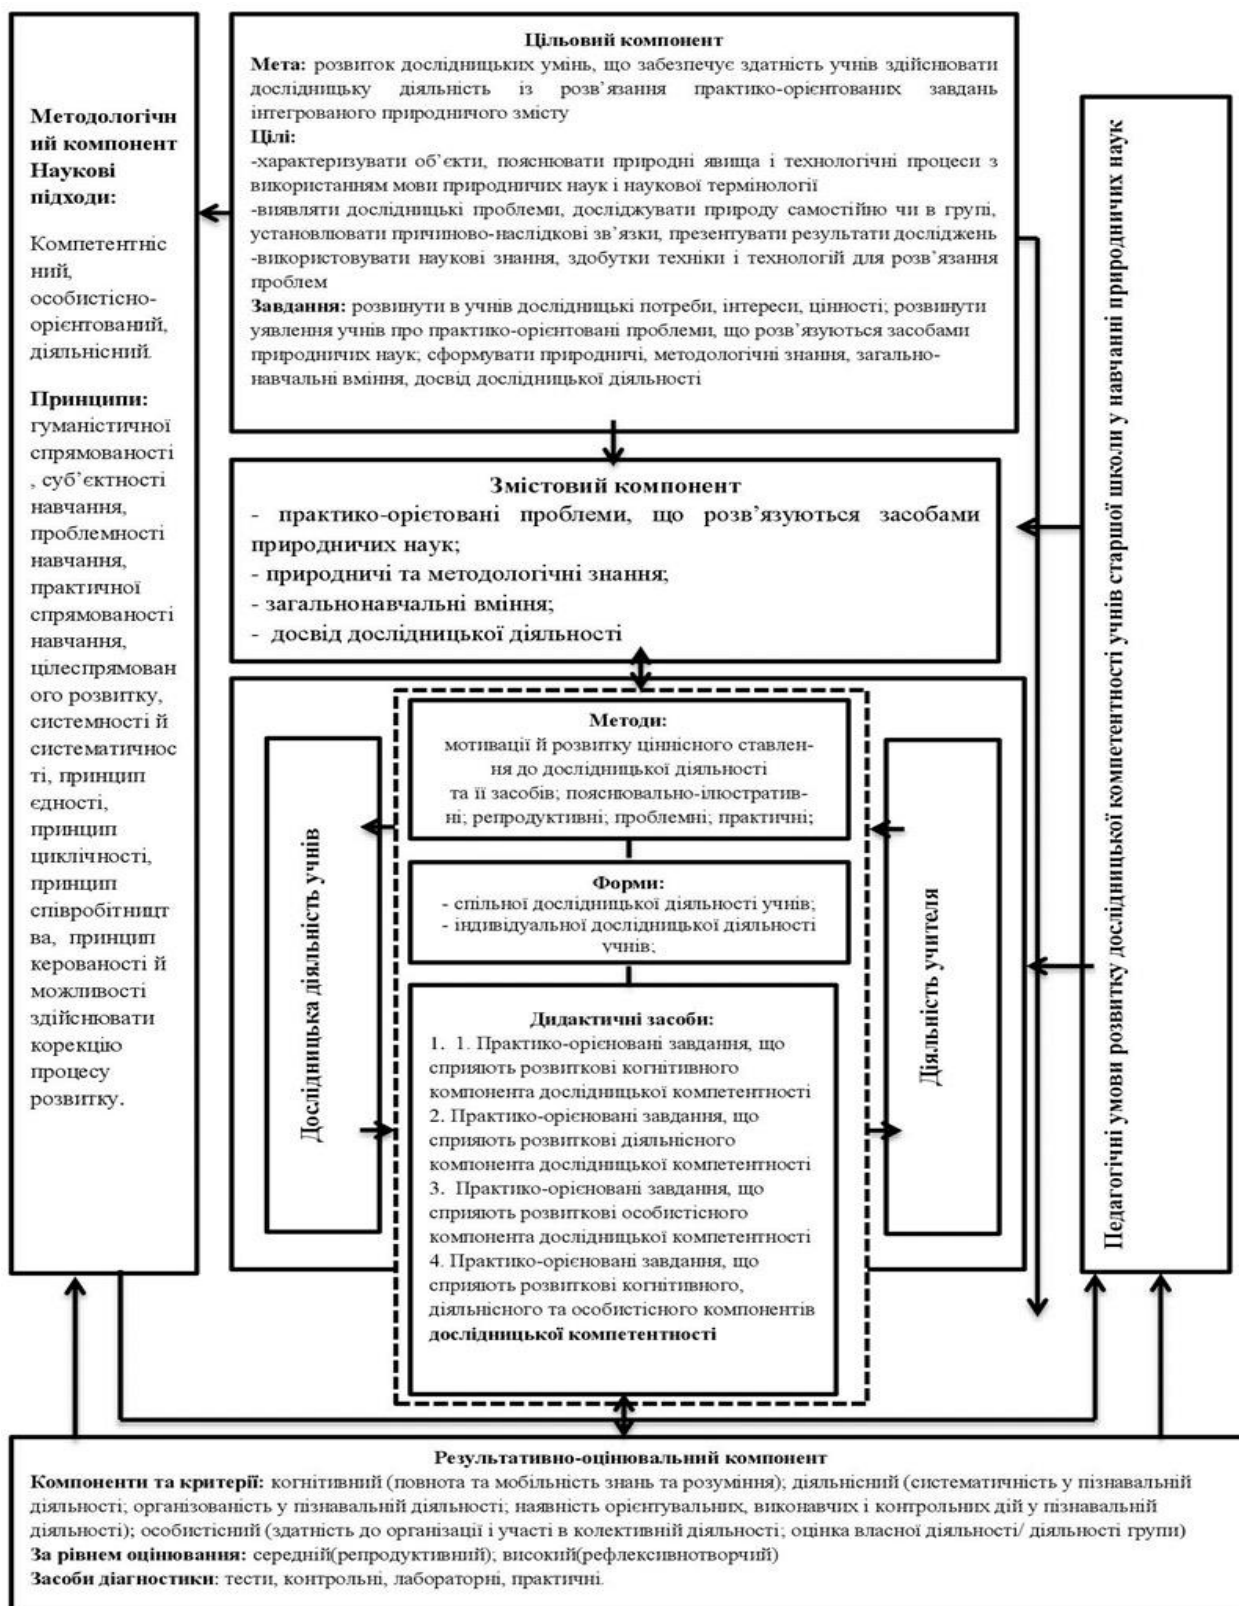 Методологічн
ий компонент
Наукові
підходи:
Компетентніс
ний,
особистісно-
орієнтований,
діяльнісний.
Принципи:
гуманістичної
спрямованості
, суб’єктності
навчання,
проблемності
навчання,
практичної
спрямованості
навчання,
цілеспрямован
ого розвитку,
системності й
систематичнос
ті, принцип
єдності,
принцип
циклічності,
принцип
співробітницт
ва, принцип
керованості й
можливості
здійснювати
корекцію
процесу
розвитку.
Цільовий компонент
Мета: розвиток дослідницьких умінь, що забезпечує здатність учнів здійснювати
дослідницьку діяльність із розв’язання практико-орієнтованих завдань
інтегрованого природничого змісту
Цілі:
-характеризувати об’єкти, пояснювати природні явища і технологічні процеси з
використанням мови природничих наук і наукової термінології
-виявляти дослідницькі проблеми, досліджувати природу самостійно чи в групі,
установлювати причиново-наслідкові зв’язки, презентувати результати досліджень
-використовувати наукові знання, здобутки техніки і технологій для розв’язання
проблем
Завдання: розвинути в учнів дослідницькі потреби, інтереси, цінності; розвинути
уявлення учнів про практико-орієнтовані проблеми, що розв’язуються засобами
природничих наук; сформувати природничі, методологічні знання, загально-
навчальні вміння, досвід дослідницької діяльності
Змістовий компонент
- практико-орієтовані проблеми, що розв’язуються засобами
природничих наук;
- природничі та методологічні знання;
- загальнонавчальні вміння;
- досвід дослідницької діяльності
Дослідницька діяльність учнів
Методи:
мотивації й розвитку ціннісного ставлен-
ня до дослідницької діяльності
та її засобів; пояснювально-ілюстратив-
ні; репродуктивні; проблемні; практичні;
Форми:
- спільної дослідницької діяльності учнів;
- індивідуальної дослідницької діяльності
учнів;
Дидактичні засоби:
1. 1. Практико-орієновані завдання, що
сприяють розвиткові когнітивного
компонента дослідницької компетентності
2. Практико-орієновані завдання, що
сприяють розвиткові діяльнісного
компонента дослідницької компетентності
3. Практико-орієновані завдання, що
сприяють розвиткові особистісного
компонента дослідницької компетентності
4. Практико-орієновані завдання, що
сприяють розвиткові когнітивного,
діяльнісного та особистісного компонентів
дослідницької компетентності
Діяльність учителя
Педагогічні умови розвитку дослідницької компетентності учнів старшої школи у навчанні природничих наук
Результативно-оцінювальний компонент
Компоненти та критерії: когнітивний (повнота та мобільність знань та розуміння); діяльнісний (систематичність у пізнавальній
діяльності; організованість у пізнавальній діяльності; наявність орієнтувальних, виконавчих і контрольних дій у пізнавальній
діяльності); особистісний (здатність до організації і участі в колективній діяльності; оцінка власної діяльності/ діяльності групи)
За рівнем оцінювання: середній(репродуктивний); високий(рефлексивнотворчий)
Засоби діагностики: тести, контрольні, лабораторні, практичні.